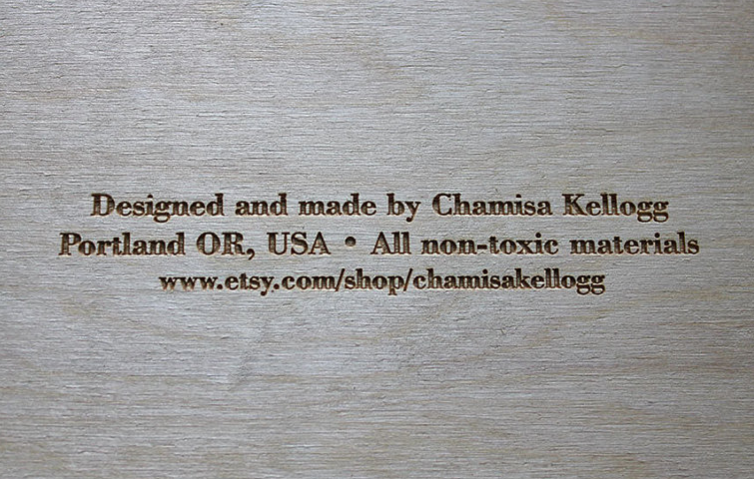 Designed and made by Chamisa Kellogg
Portland OR, USA • All non-toxic materials
www.etsy.com/shop/chamisakellogg